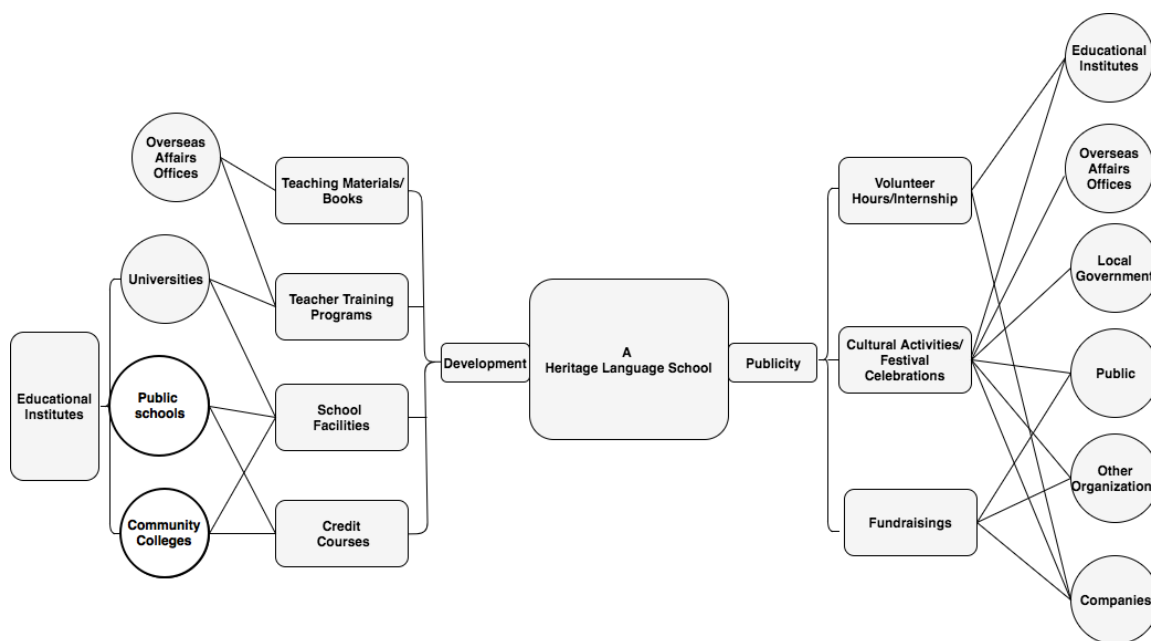 Overseas
Affairs
Offices
Universities
Educational
Institutes
Public
schools
Community
Colleges
Teaching Materials/
Books
Teacher Training
Programs
School
Facilities
Credit
Courses
Development
A
Heritage Language School
Publicity
Volunteer
Hours/Internship
Cultural Activities/
Festival
Celebrations
Fundraisings
Educational
Institutes
Overseas
Affairs
Offices
Local
Government
Public
Other
Organization
Companies